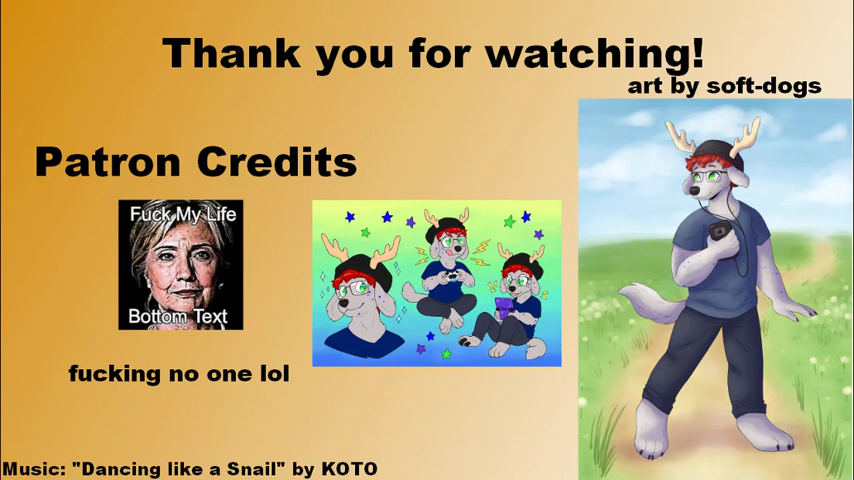 Thank you for watching!
art by soft-dogs
Patron Credits
Fuck My Life
Bottom Text
fucking no one lol
Music: "Dancing like a Snail" by KOTO